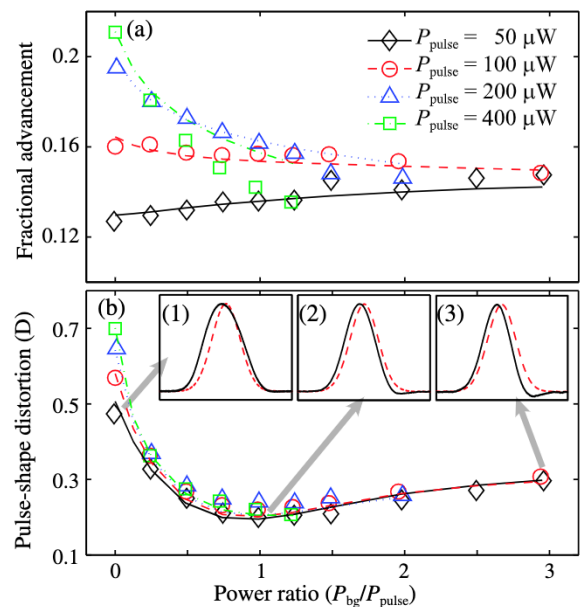 (a)
P_pulse = 50 μW
P_pulse = 100 μW
P_pulse = 200 μW
P_pulse = 400 μW
0.2
0.16
0.12
Fractional advancement
(b)
(1)
(2)
(3)
0.7
0.5
0.3
0.1
Pulse-shape distortion (D)
0 1 2 3
Power ratio (P_bg/P_pulse)